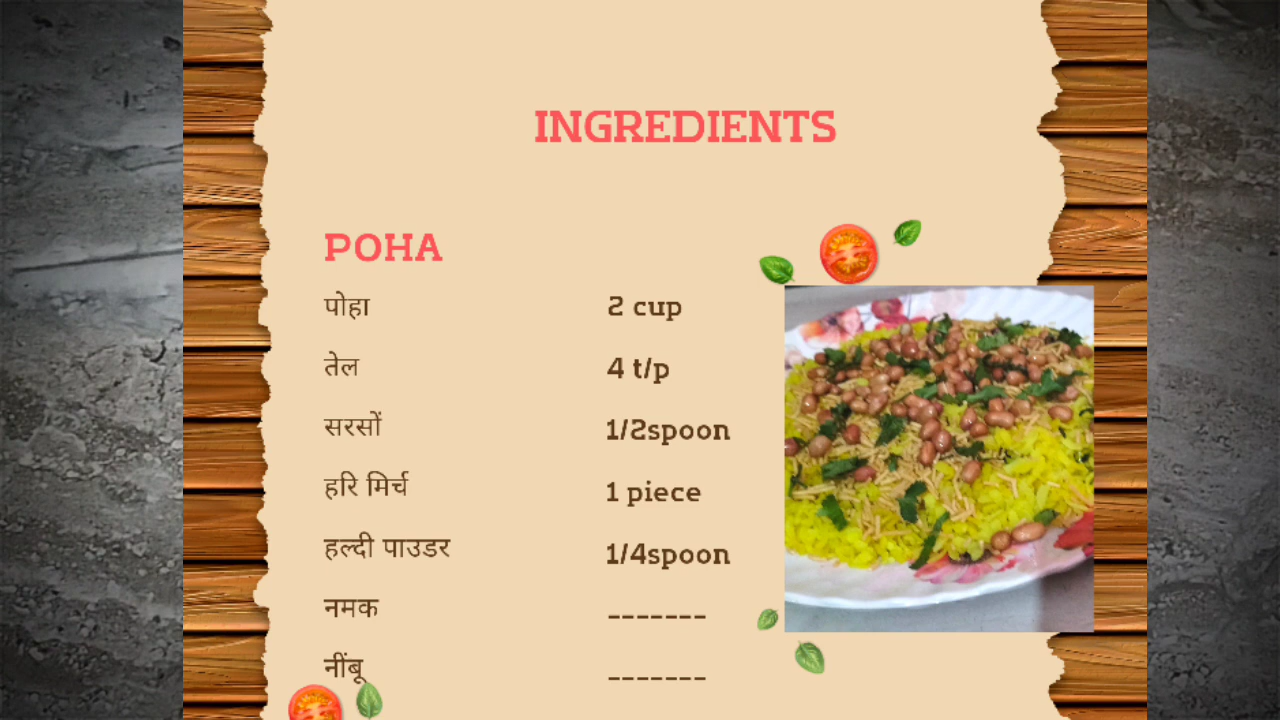 INGREDIENTS
POHA
पोहा 2 cup
तेल 4 t/p
सरसों 1/2spoon
हरि मिर्च 1 piece
हल्दी पाउडर 1/4spoon
नमक -------
नींबू -------